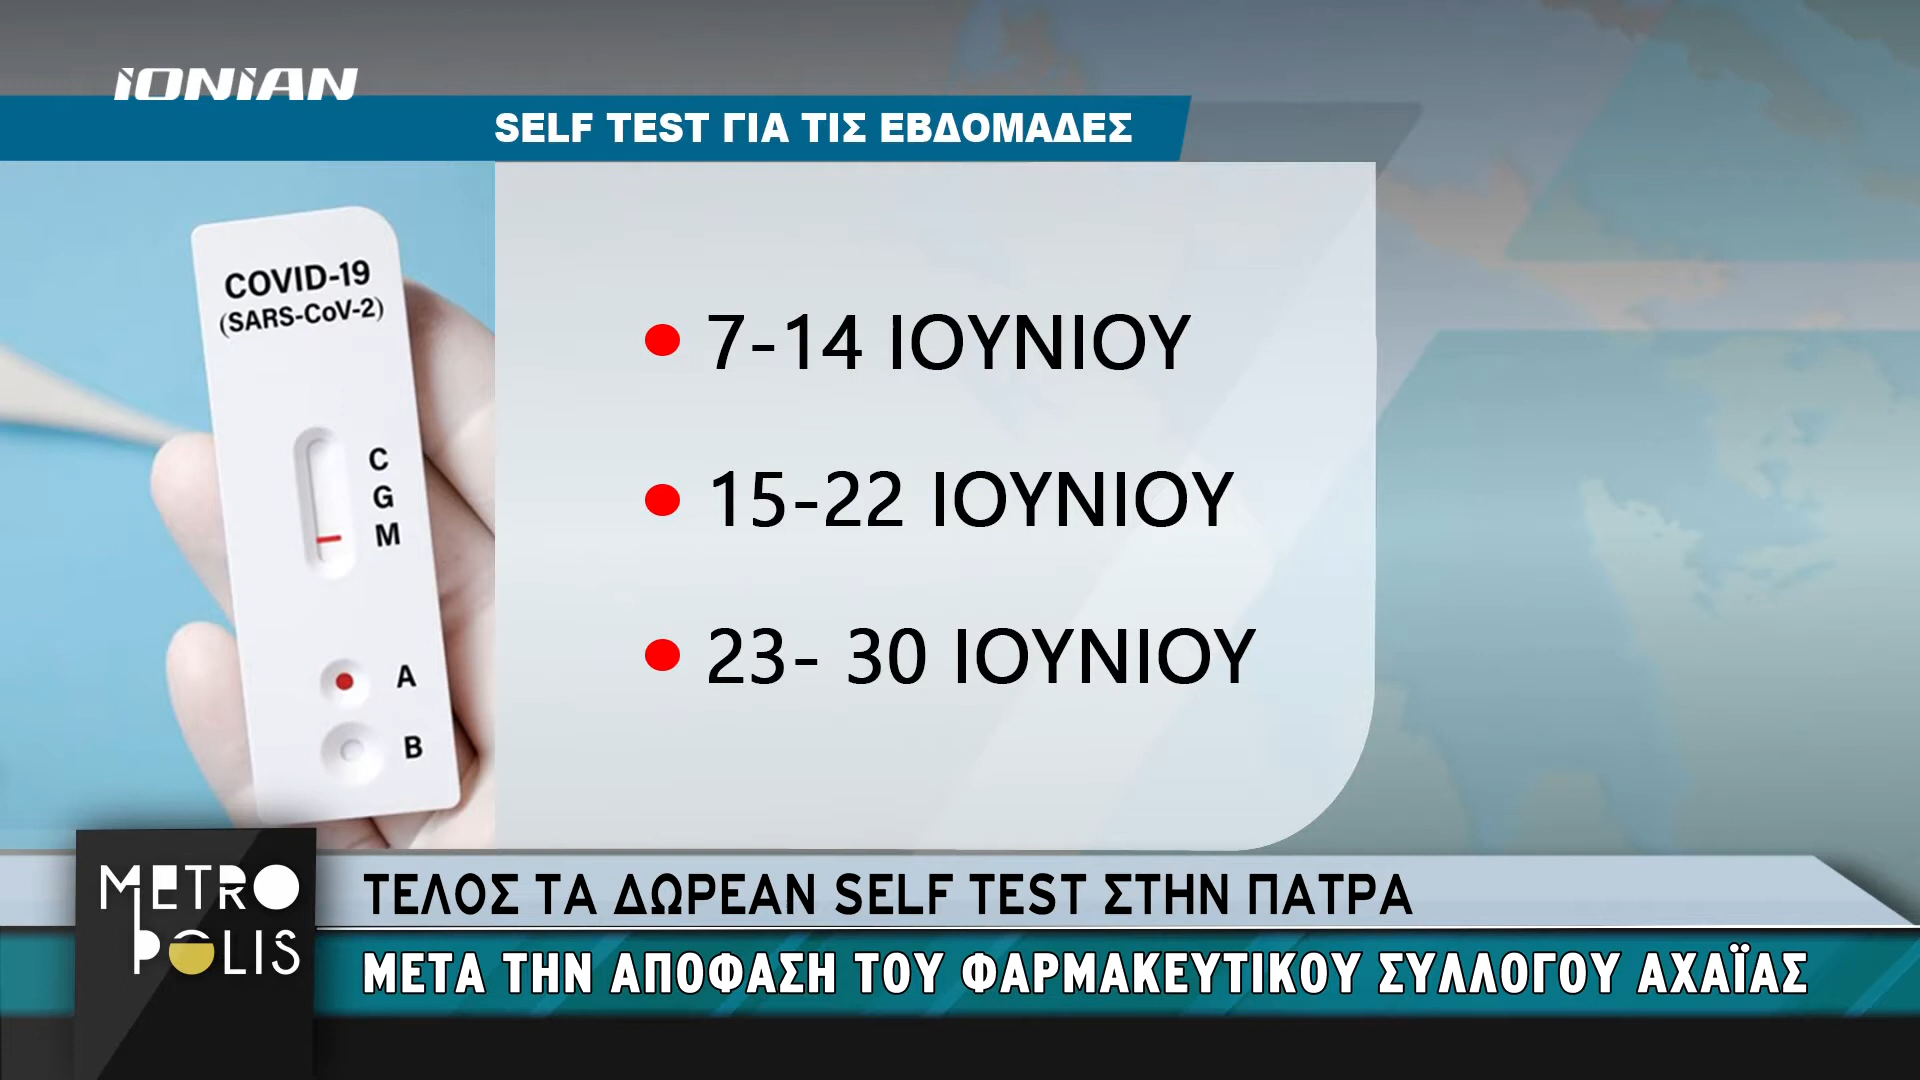 IONIAN
SELF TEST ΓΙΑ ΤΙΣ ΕΒΔΟΜΑΔΕΣ
COVID-19
(SARS-CoV-2)
C
G
M
A
B
• 7-14 ΙΟΥΝΙΟΥ
• 15-22 ΙΟΥΝΙΟΥ
• 23- 30 ΙΟΥΝΙΟΥ
METRO
POLIS
ΤΕΛΟΣ ΤΑ ΔΩΡΕΑΝ SELF TEST ΣΤΗΝ ΠΑΤΡΑ
ΜΕΤΑ ΤΗΝ ΑΠΟΦΑΣΗ ΤΟΥ ΦΑΡΜΑΚΕΥΤΙΚΟΥ ΣΥΛΛΟΓΟΥ ΑΧΑΪΑΣ